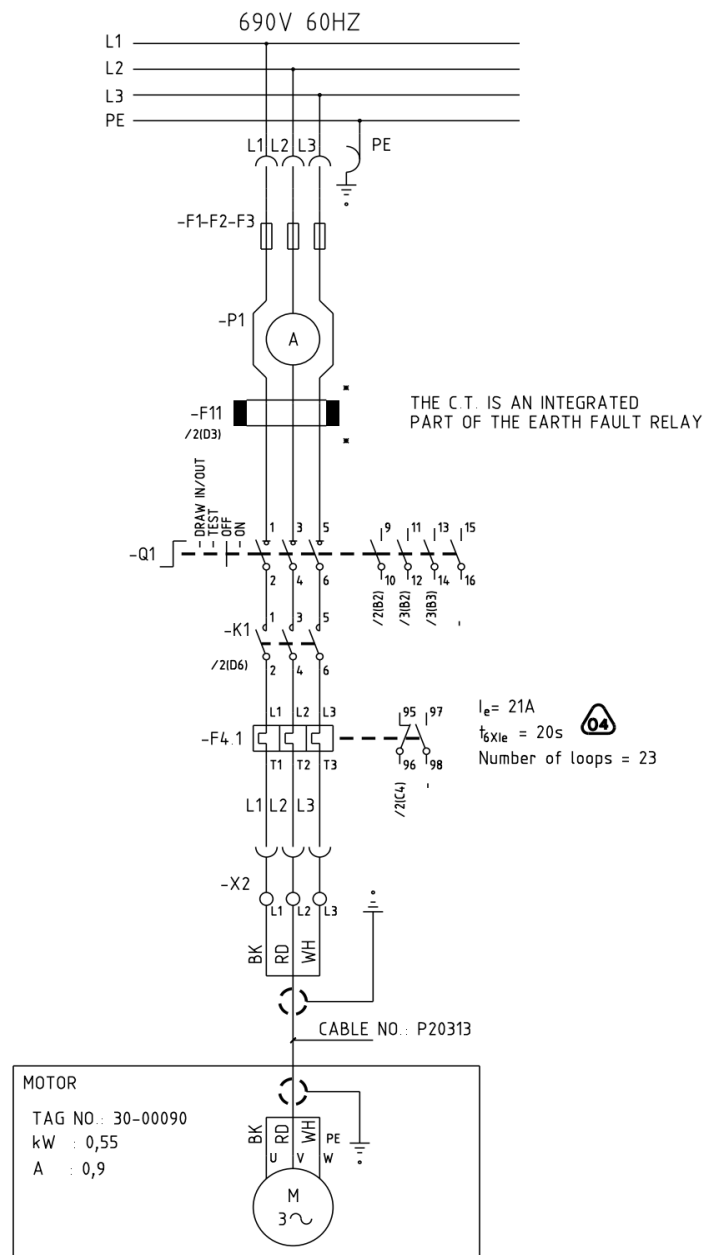 690V 60HZ
L1
L2
L3
PE
L1 L2 L3 PE
-F1-F2-F3
-P1
A
-F11
/2(D3)
THE C.T. IS AN INTEGRATED
PART OF THE EARTH FAULT RELAY
DRAW IN/OUT
TEST
OFF
ON
-Q1
1 3 5 9 11 13 15
2 4 6 10 12 14 16
/2(B2) /3(B2) /3(B3) -
-K1
/2(D6)
1 3 5
2 4 6
-F4.1
L1 L2 L3 95 97
T1 T2 T3 96 98
/2(C4) -
Ie= 21A
t6XIe = 20s
04
Number of loops = 23
L1 L2 L3
-X2
L1 L2 L3
BK RD WH
CABLE NO.: P20313
MOTOR
TAG NO.: 30-00090
kW : 0,55
A : 0,9
BK RD WH PE
U V W
M
3~